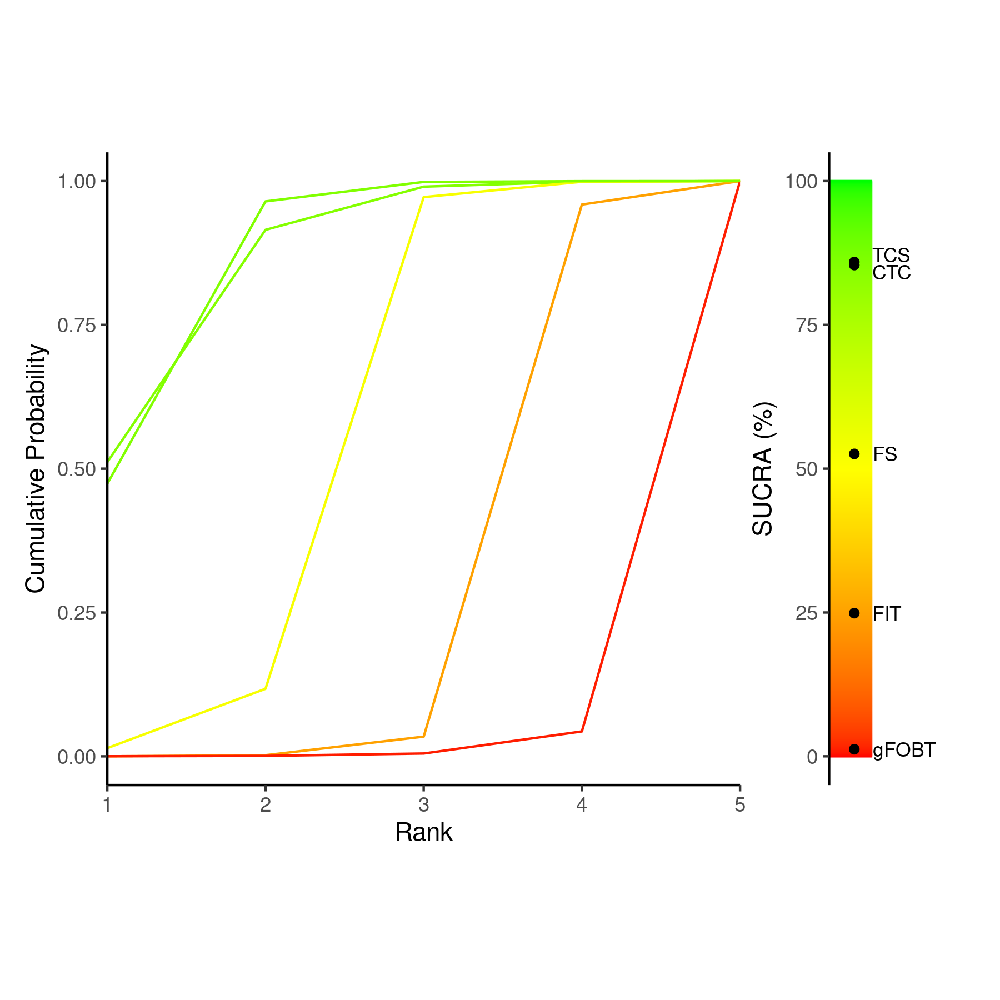 Cumulative Probability
1.00
0.75
0.50
0.25
0.00
1 2 3 4 5
Rank
SUCRA (%)
100
75
50
25
0
TCS
CTC
FS
FIT
gFOBT